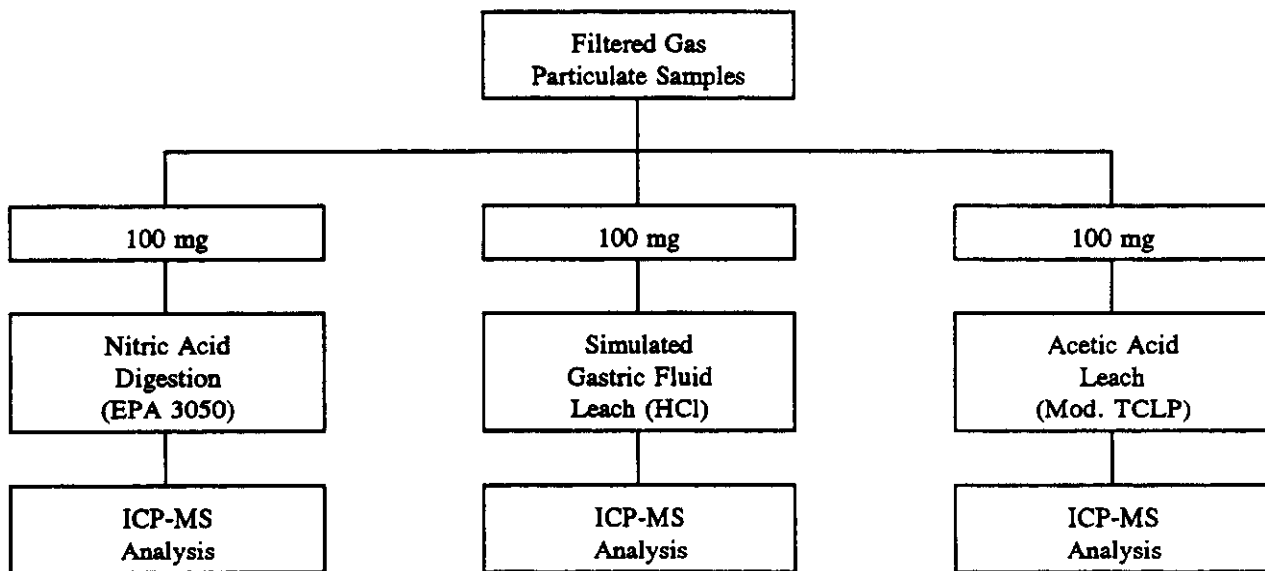 Filtered Gas
Particulate Samples
100 mg
100 mg
100 mg
Nitric Acid
Digestion
(EPA 3050)
Simulated
Gastric Fluid
Leach (HCl)
Acetic Acid
Leach
(Mod. TCLP)
ICP-MS
Analysis
ICP-MS
Analysis
ICP-MS
Analysis